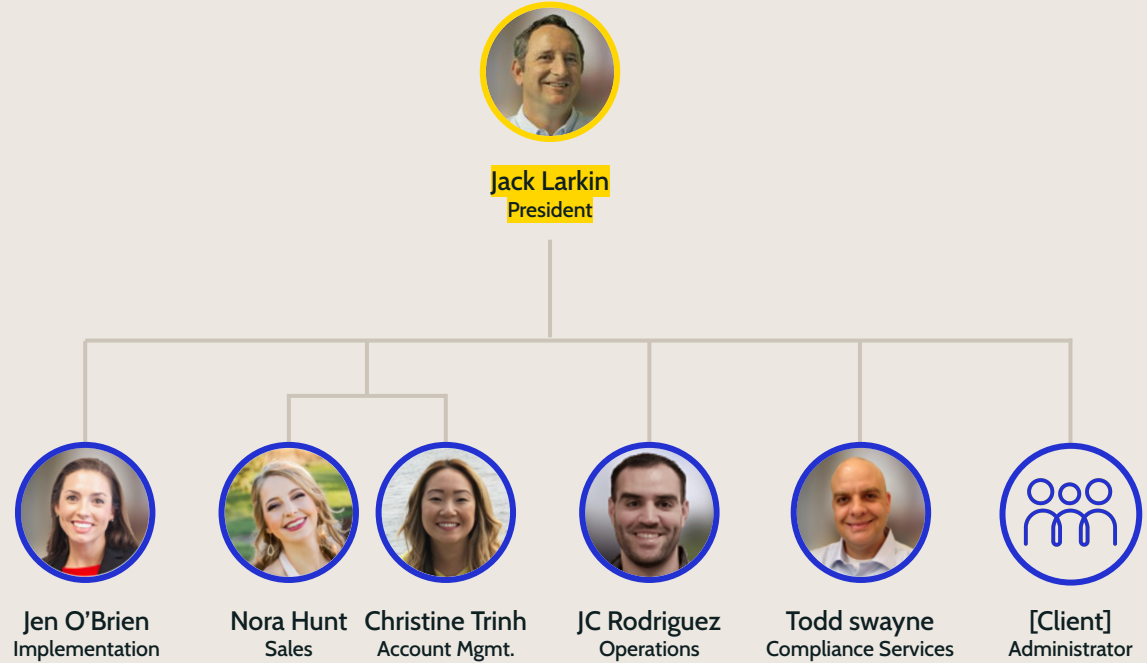 Jack Larkin
President
Jen O’Brien
Implementation
Nora Hunt
Sales
Christine Trinh
Account Mgmt.
JC Rodriguez
Operations
Todd swayne
Compliance Services
[Client]
Administrator